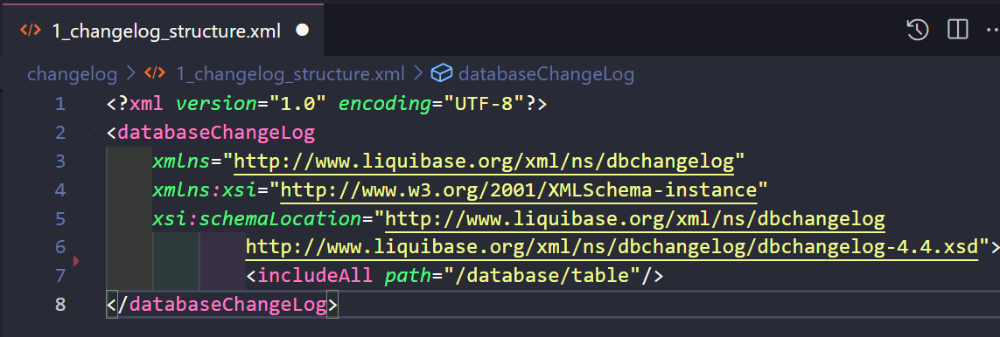 1_changelog_structure.xml
changelog > 1_changelog_structure.xml > databaseChangeLog
1 <?xml version="1.0" encoding="UTF-8"?>
2 <databaseChangeLog
3 xmlns="http://www.liquibase.org/xml/ns/dbchangelog"
4 xmlns:xsi="http://www.w3.org/2001/XMLSchema-instance"
5 xsi:schemaLocation="http://www.liquibase.org/xml/ns/dbchangelog
6 http://www.liquibase.org/xml/ns/dbchangelog/dbchangelog-4.4.xsd">
7 <includeAll path="/database/table"/>
8 </databaseChangeLog>